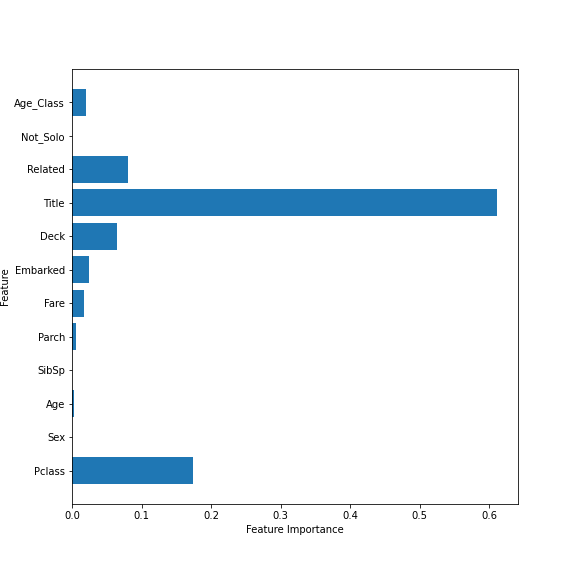 Age_Class
Not_Solo
Related
Title
Deck
Embarked
Fare
Parch
SibSp
Age
Sex
Pclass
Feature
0.0 0.1 0.2 0.3 0.4 0.5 0.6
Feature Importance